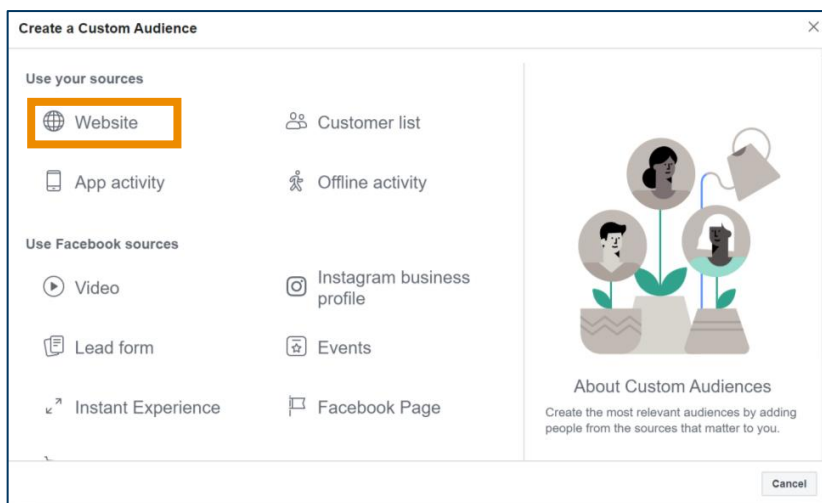 Create a Custom Audience
Use your sources
Website
Customer list
App activity
Offline activity
Use Facebook sources
Video
Instagram business
profile
Lead form
Events
Instant Experience
Facebook Page
About Custom Audiences
Create the most relevant audiences by adding
people from the sources that matter to you.
Cancel